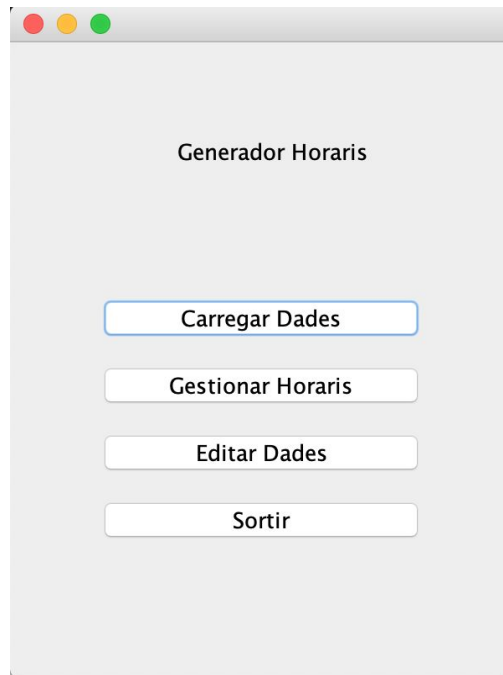 Generador Horaris
Carregar Dades
Gestionar Horaris
Editar Dades
Sortir